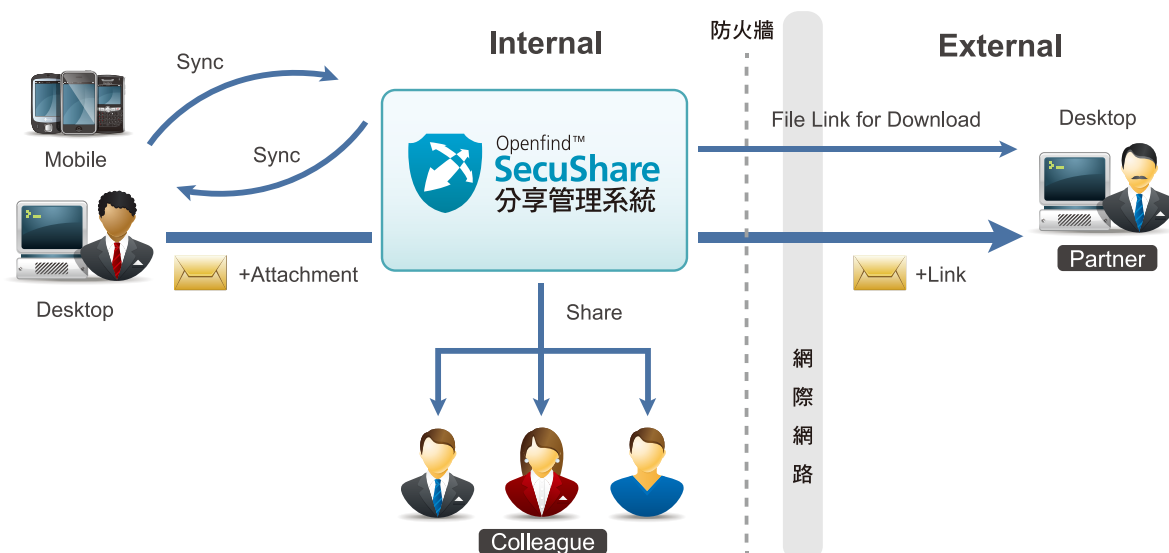 Internal
防火牆
External
Sync
Sync
Mobile
Openfind™
SecuShare
分享管理系統
File Link for Download
Desktop
+Attachment
Desktop
+Link
Partner
Share
網際網路
Colleague